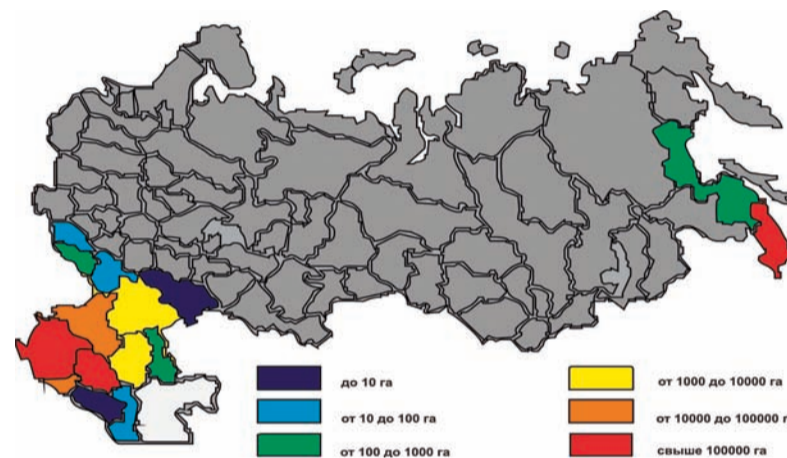 до 10 га
от 10 до 100 га
от 100 до 1000 га
от 1000 до 10000 га
от 10000 до 100000 г
свыше 100000 га